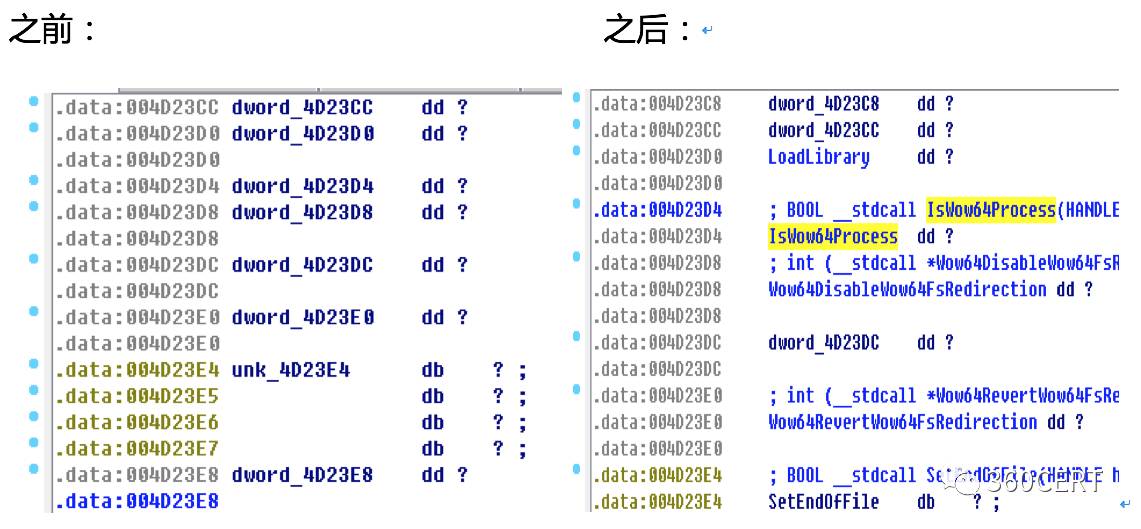 之前：
.data:004D23CC dword_4D23CC dd ?
.data:004D23D0 dword_4D23D0 dd ?
.data:004D23D0
.data:004D23D4 dword_4D23D4 dd ?
.data:004D23D8 dword_4D23D8 dd ?
.data:004D23D8
.data:004D23DC dword_4D23DC dd ?
.data:004D23DC
.data:004D23E0 dword_4D23E0 dd ?
.data:004D23E0
.data:004D23E4 unk_4D23E4 db ? ;
.data:004D23E5 db ? ;
.data:004D23E6 db ? ;
.data:004D23E7 db ? ;
.data:004D23E8 dword_4D23E8 dd ?
.data:004D23E8
之后：
.data:004D23C8 dword_4D23C8 dd ?
.data:004D23CC dword_4D23CC dd ?
.data:004D23D0 LoadLibrary dd ?
.data:004D23D0
.data:004D23D4 ; BOOL __stdcall IsWow64Process(HANDLE
.data:004D23D4 IsWow64Process dd ?
.data:004D23D8 ; int (__stdcall *Wow64DisableWow64FsR
.data:004D23D8 Wow64DisableWow64FsRedirection dd ?
.data:004D23D8
.data:004D23DC dword_4D23DC dd ?
.data:004D23DC
.data:004D23E0 ; int (__stdcall *Wow64RevertWow64FsRe
.data:004D23E0 Wow64RevertWow64FsRedirection dd ?
.data:004D23E0
.data:004D23E4 ; BOOL __stdcall SetEndOfFile(HANDLE h
.data:004D23E4 SetEndOfFile db ? ;
360CERT